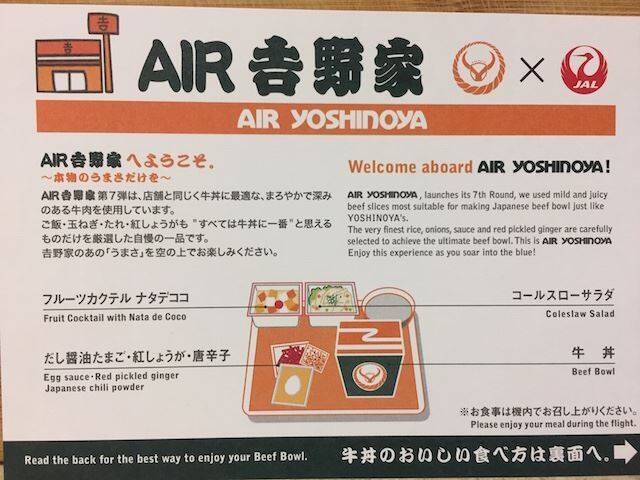 吉
AIR 吉野家
×
JAL
AIR YOSHINOYA
AIR 吉野家 へようこそ。
～本物のうまさだけを～
AIR 吉野家 第7弾は、店舗と同じく牛丼に最適な、まろやかで深み
のある牛肉を使用しています。
ご飯・玉ねぎ・たれ・紅しょうがも "すべては牛丼に一番" と思える
ものだけを厳選した自慢の一品です。
吉野家のあの「うまさ」を空の上でお楽しみください。
Welcome aboard AIR YOSHINOYA!
AIR YOSHINOYA, launches its 7th Round, we used mild and juicy
beef slices most suitable for making Japanese beef bowl just like
YOSHINOYA's.
The very finest rice, onions, sauce and red pickled ginger are carefully
selected to achieve the ultimate beef bowl. This is AIR YOSHINOYA
Enjoy this experience as you soar into the blue!
フルーツカクテル ナタデココ
Fruit Cocktail with Nata de Coco
コールスローサラダ
Coleslaw Salad
だし醤油たまご・紅しょうが・唐辛子
Egg sauce・Red pickled ginger
Japanese chili powder
牛 丼
Beef Bowl
※お食事は機内でお召し上がりください。
Please enjoy your meal during the flight.
Read the back for the best way to enjoy your Beef Bowl.
牛丼のおいしい食べ方は裏面へ。